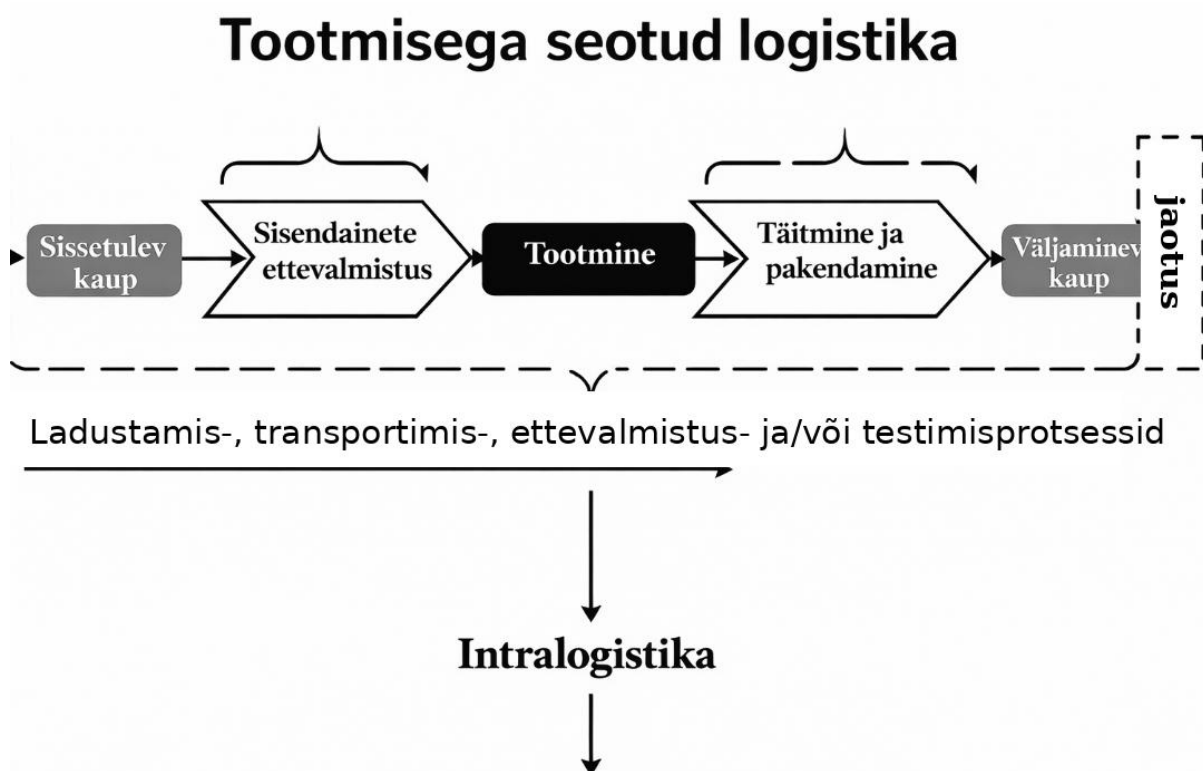 Tootmisega seotud logistika
Sissetulev
kaup
Sisendainete
ettevalmistus
Tootmine
Täitmine ja
pakendamine
Väljaminev
kaup
jaotus
Ladustamis-, transportimis-, ettevalmistus- ja/või testimisprotsessid
Intralogistika